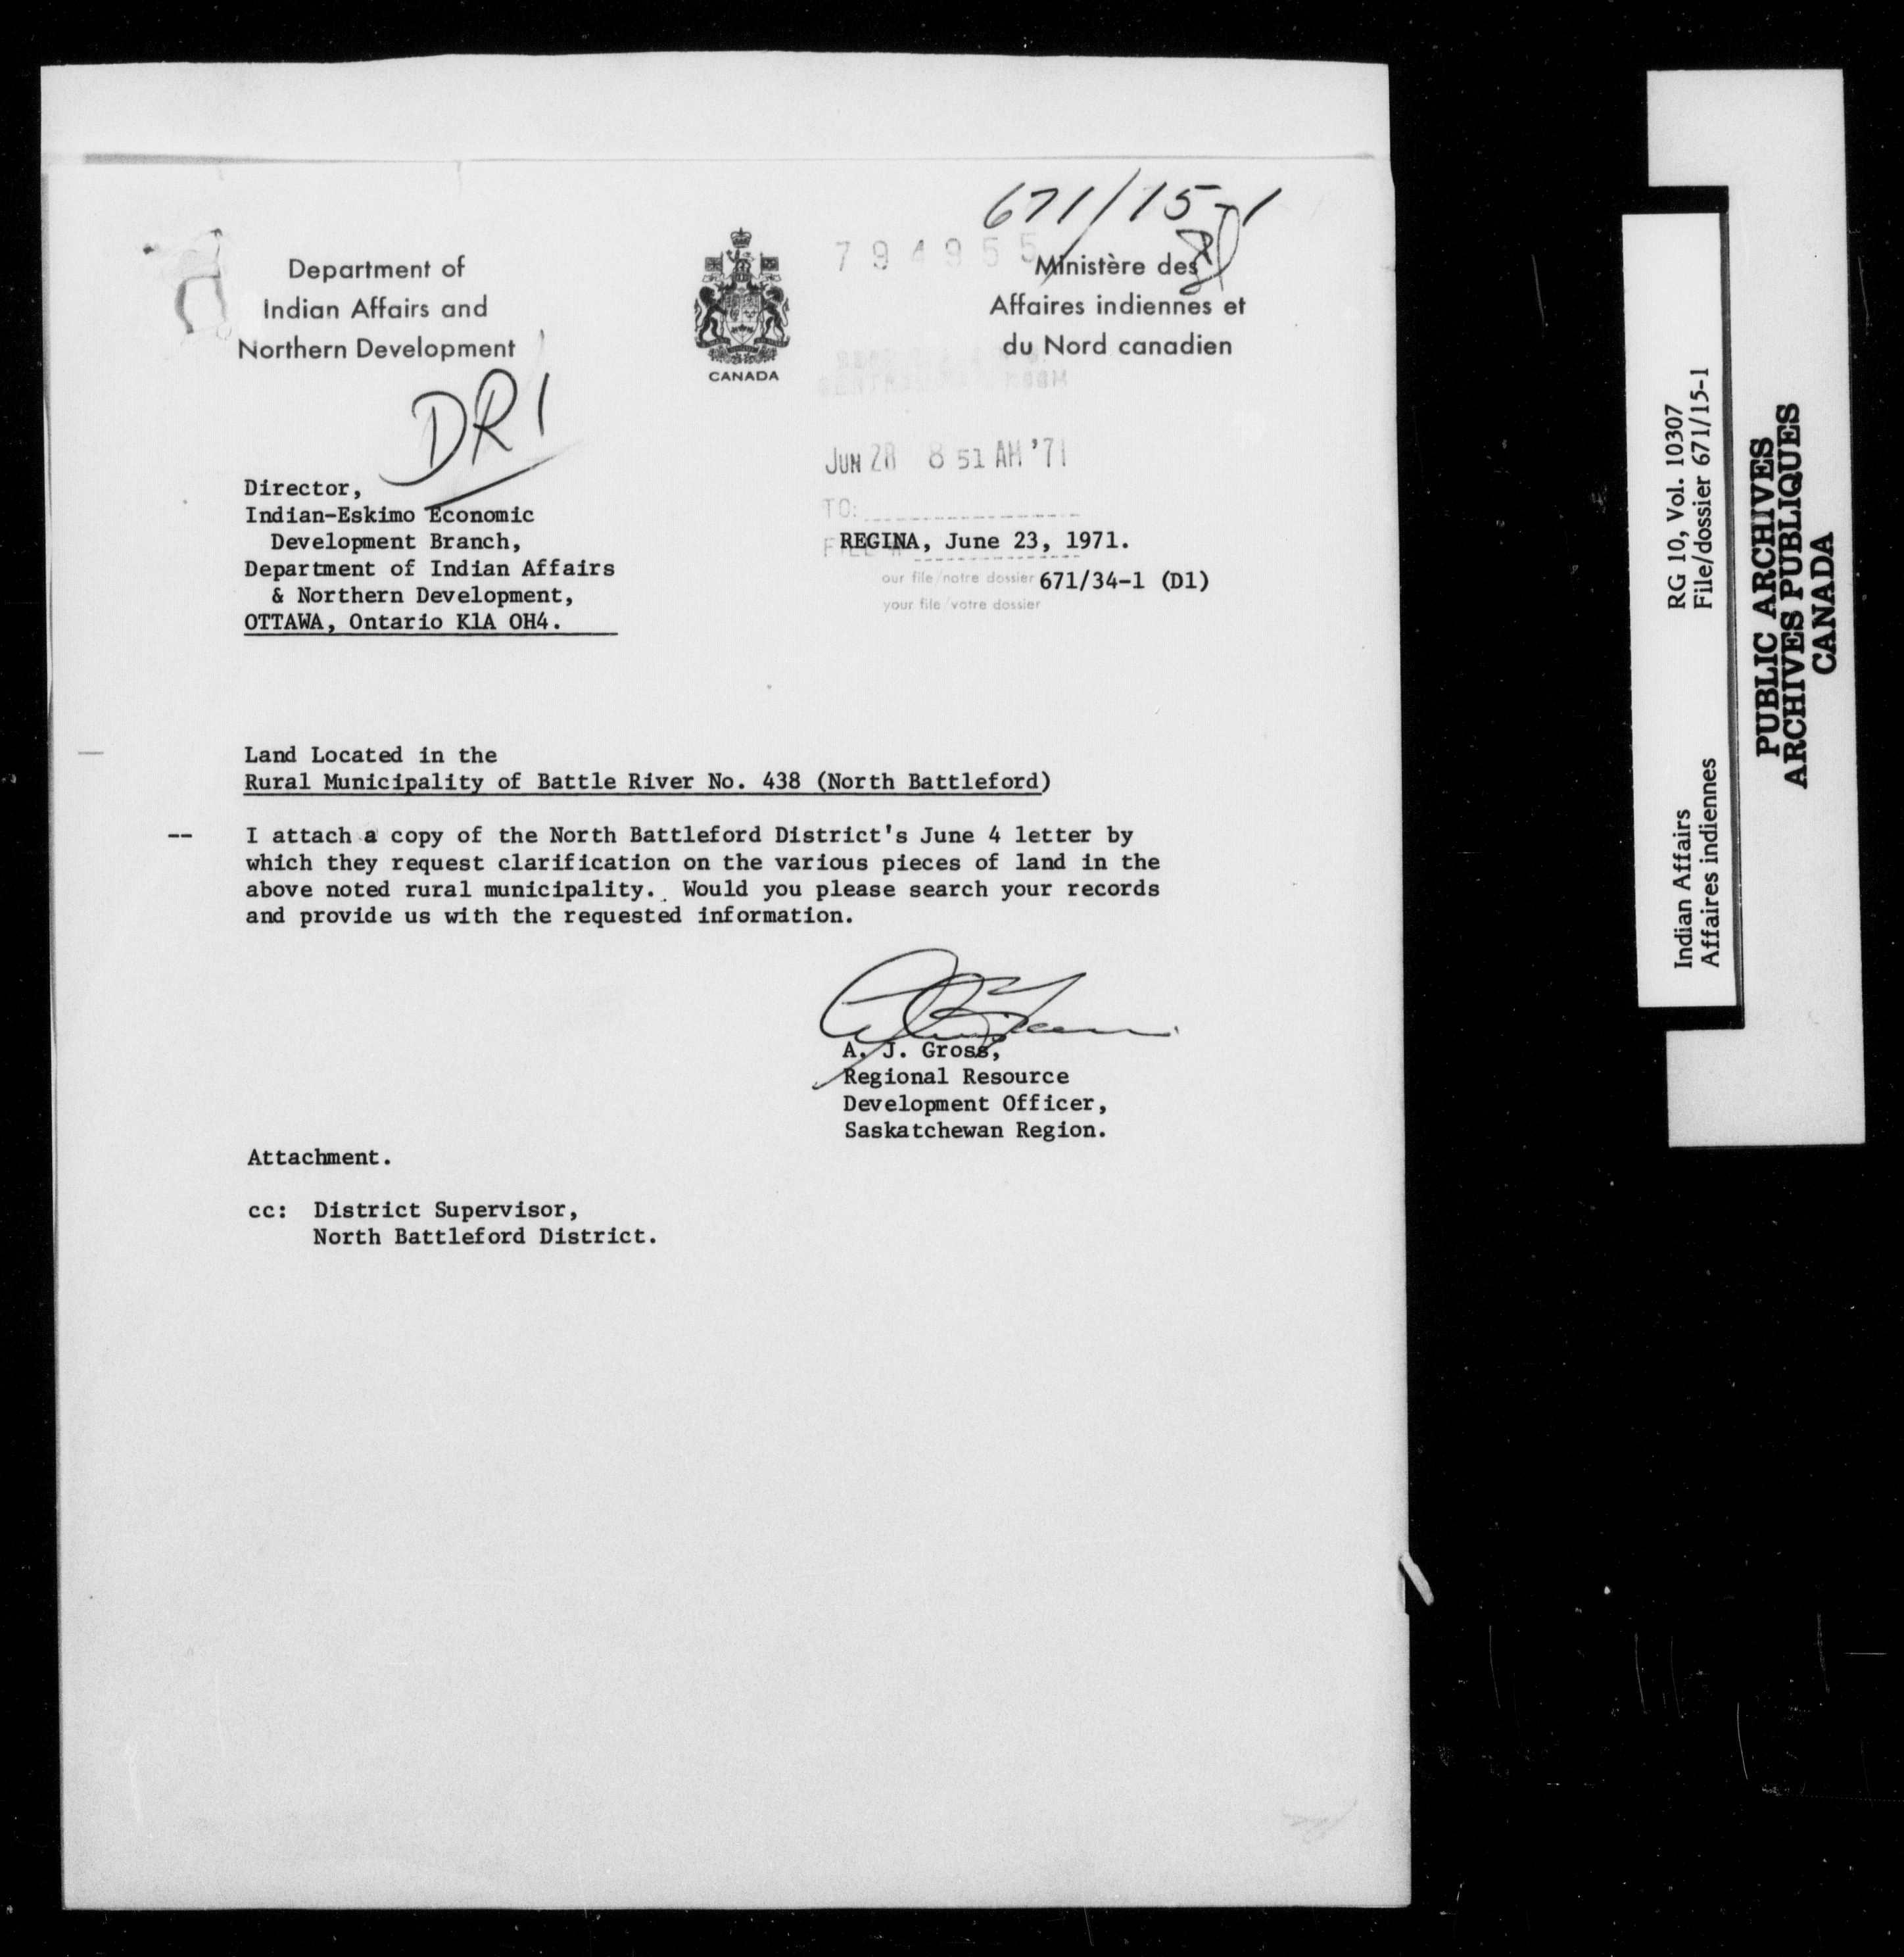 671/15-1
Department of
Indian Affairs and
Northern Development
CANADA
794955
Ministère des
Affaires indiennes et
du Nord canadien
DR1
JUN 28 8 51 AM '71
TO:
Director,
Indian-Eskimo Economic
Development Branch,
Department of Indian Affairs
& Northern Development,
OTTAWA, Ontario K1A OH4.
REGINA, June 23, 1971.
our file/notre dossier 671/34-1 (D1)
your file/votre dossier
Land Located in the
Rural Municipality of Battle River No. 438 (North Battleford)
-- I attach a copy of the North Battleford District's June 4 letter by
which they request clarification on the various pieces of land in the
above noted rural municipality. Would you please search your records
and provide us with the requested information.
A. J. Gross,
Regional Resource
Development Officer,
Saskatchewan Region.
Attachment.
cc: District Supervisor,
North Battleford District.
Indian Affairs RG 10, Vol. 10307
Affaires indiennes File/dossier 671/15-1
PUBLIC ARCHIVES
ARCHIVES PUBLIQUES
CANADA